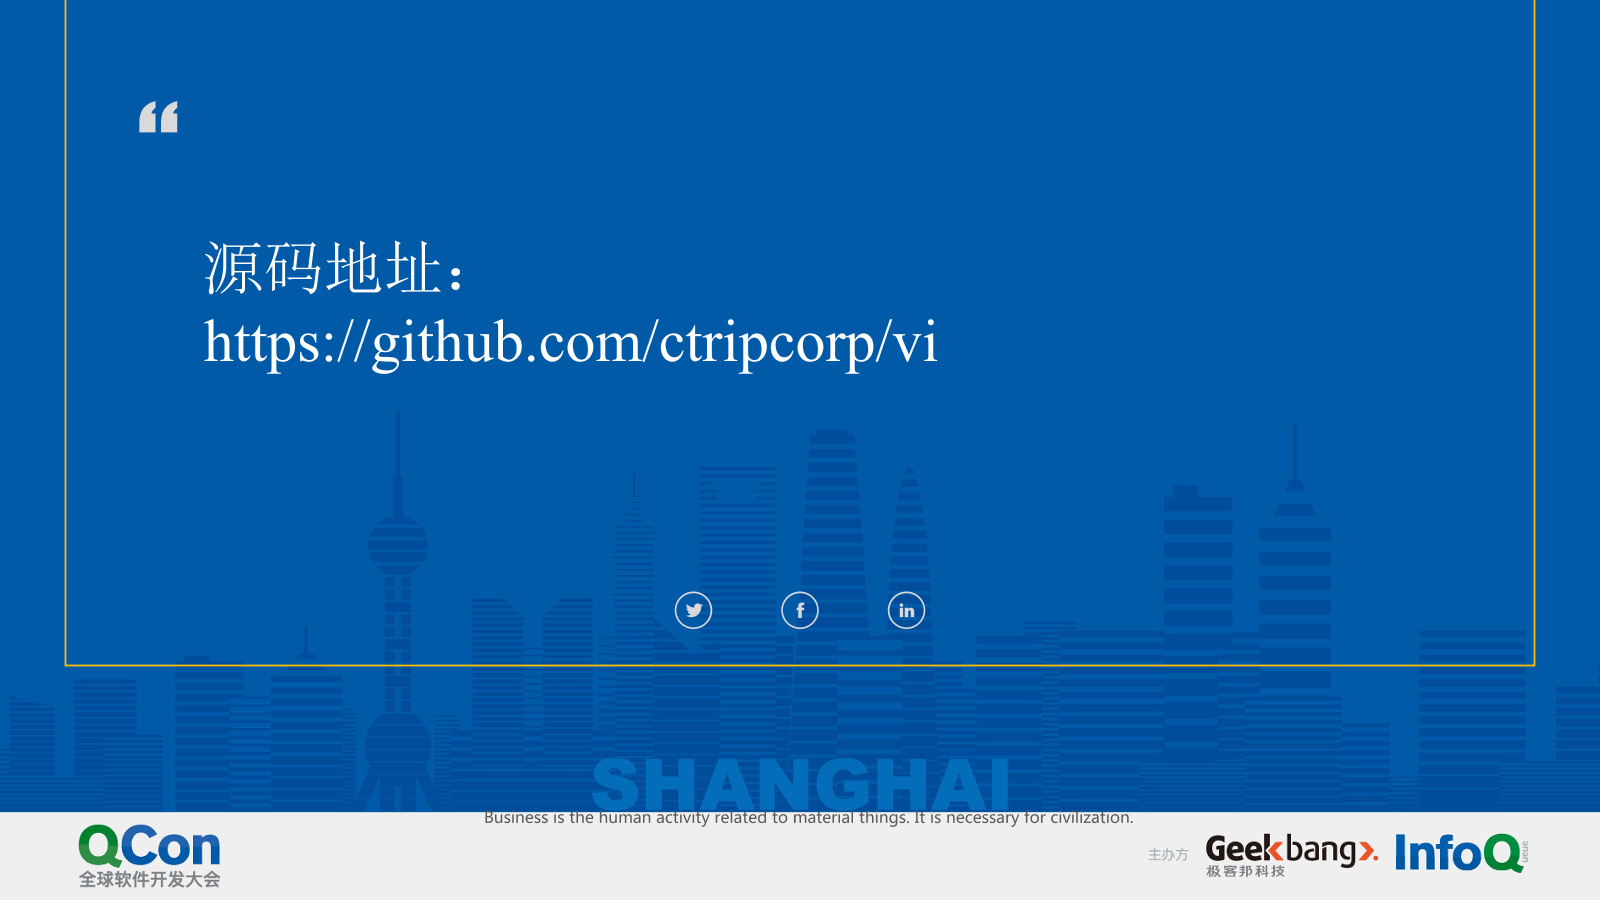 “
源码地址：
https://github.com/ctripcorp/vi
SHANGHAI
Business is the human activity related to material things. It is necessary for civilization.
QCon
全球软件开发大会
主办方
Geekbang
极客邦科技
InfoQ
ueue